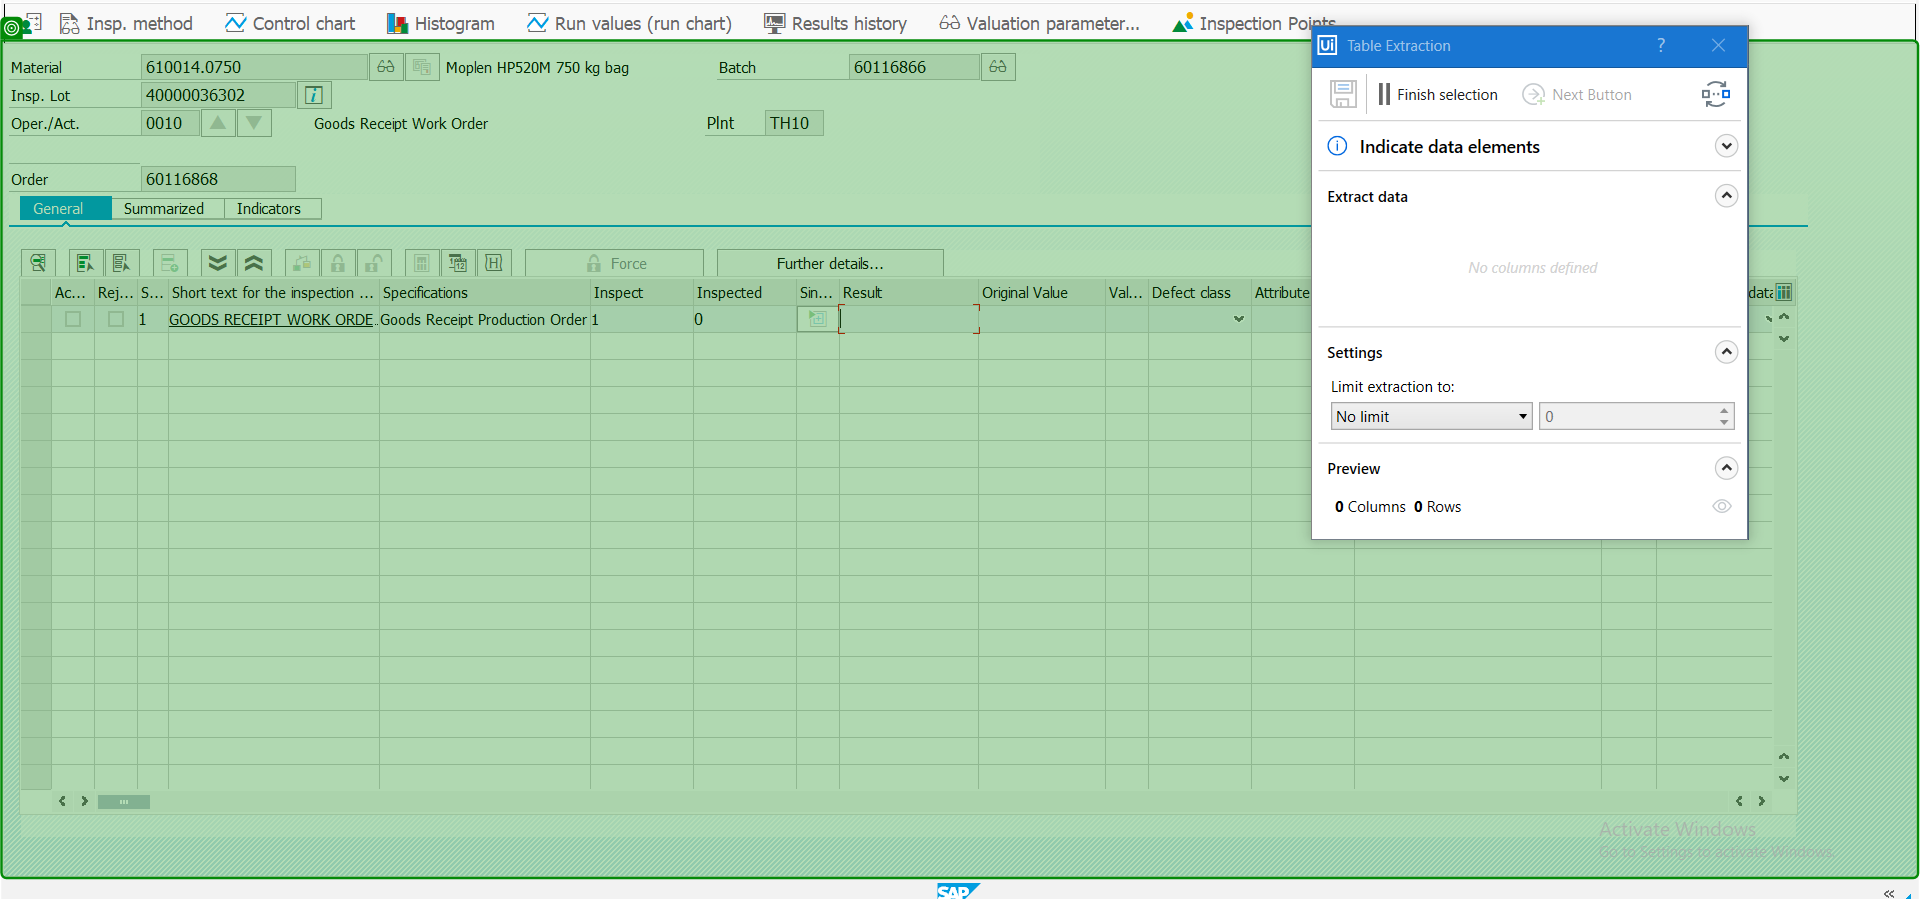 Insp. method Control chart Histogram Run values (run chart) Results history Valuation parameter... Inspection Points
Material 610014.0750 Moplen HP520M 750 kg bag Batch 60116866
Insp. Lot 40000036302
Oper./Act. 0010 Goods Receipt Work Order Plnt TH10
Order 60116868
General Summarized Indicators
Force Further details...
Ac... Rej... S... Short text for the inspection ... Specifications Inspect Inspected Sin... Result Original Value Val... Defect class Attribute data
1 GOODS RECEIPT WORK ORDE.. Goods Receipt Production Order 1 0
Ui Table Extraction ?
Finish selection Next Button
Indicate data elements
Extract data
No columns defined
Settings
Limit extraction to:
No limit 0
Preview
0 Columns 0 Rows
Activate Windows
Go to Settings to activate Windows.
SAP